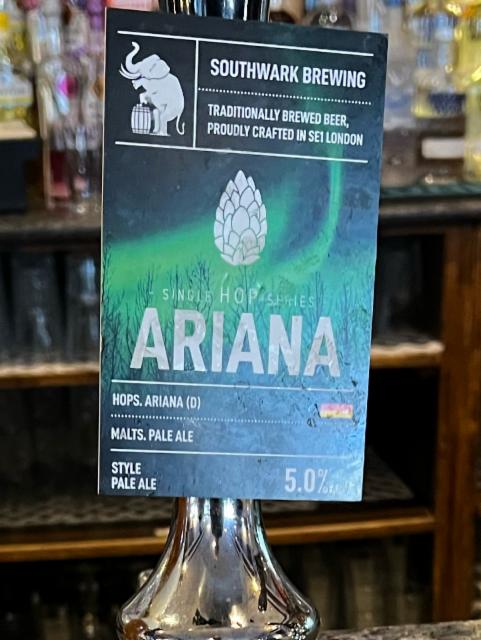 SOUTHWARK BREWING
TRADITIONALLY BREWED BEER,
PROUDLY CRAFTED IN SE1 LONDON
SINGLE HOP SERIES
ARIANA
HOPS. ARIANA (D)
MALTS. PALE ALE
STYLE
PALE ALE
5.0%